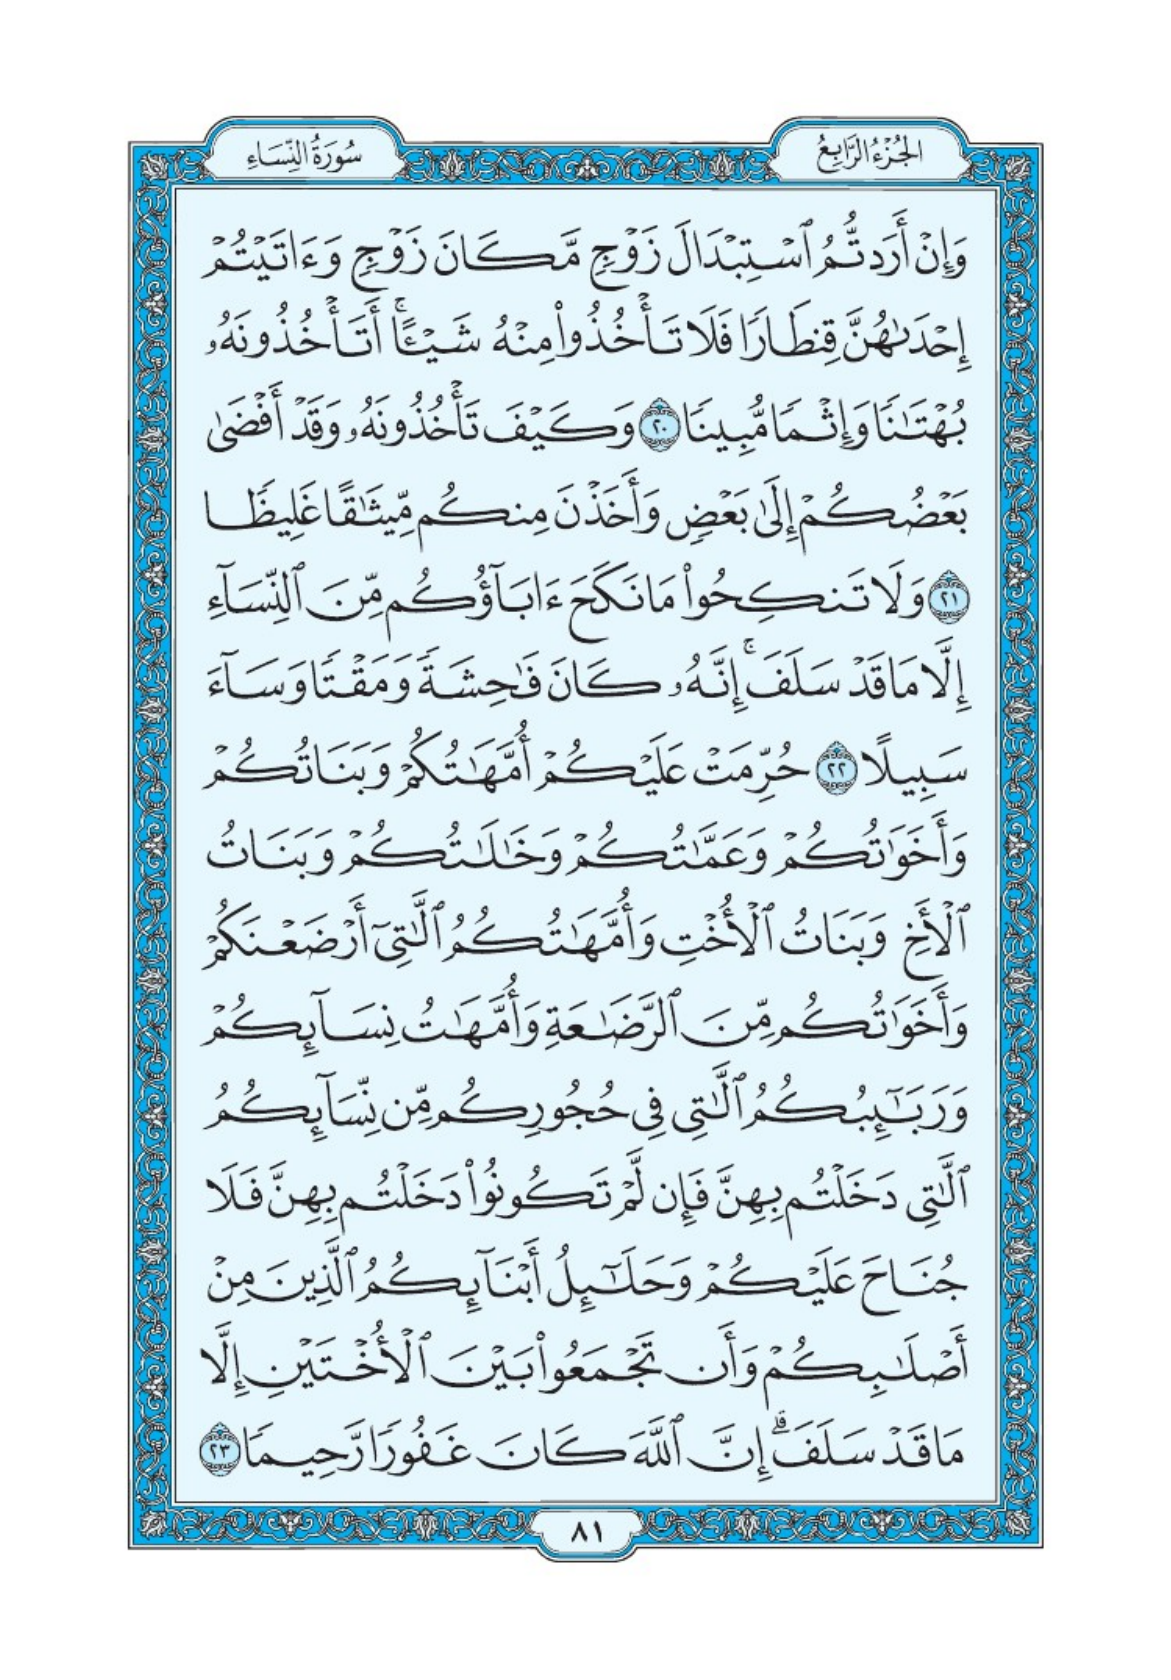 الجُزْءُ الرَّابِعُ
سُورَةُ النِّسَاءِ
وَإِنْ أَرَدتُّمُ ٱسْتِبْدَالَ زَوْجٍ مَّكَانَ زَوْجٍ وَءَاتَيْتُمْ
إِحْدَىٰهُنَّ قِنطَارًا فَلَا تَأْخُذُوا۟ مِنْهُ شَيْـًٔا ۚ أَتَأْخُذُونَهُۥ
بُهْتَـٰنًا وَإِثْمًا مُّبِينًا ٢٠ وَكَيْفَ تَأْخُذُونَهُۥ وَقَدْ أَفْضَىٰ
بَعْضُكُمْ إِلَىٰ بَعْضٍ وَأَخَذْنَ مِنكُم مِّيثَـٰقًا غَلِيظًا
٢١ وَلَا تَنكِحُوا۟ مَا نَكَحَ ءَابَآؤُكُم مِّنَ ٱلنِّسَآءِ
إِلَّا مَا قَدْ سَلَفَ ۚ إِنَّهُۥ كَانَ فَـٰحِشَةً وَمَقْتًا وَسَآءَ
سَبِيلًا ٢٢ حُرِّمَتْ عَلَيْكُمْ أُمَّهَـٰتُكُمْ وَبَنَاتُكُمْ
وَأَخَوَٰتُكُمْ وَعَمَّـٰتُكُمْ وَخَـٰلَـٰتُكُمْ وَبَنَاتُ
ٱلْأَخِ وَبَنَاتُ ٱلْأُخْتِ وَأُمَّهَـٰتُكُمُ ٱلَّـٰتِىٓ أَرْضَعْنَكُمْ
وَأَخَوَٰتُكُم مِّنَ ٱلرَّضَـٰعَةِ وَأُمَّهَـٰتُ نِسَآئِكُمْ
وَرَبَـٰٓئِبُكُمُ ٱلَّـٰتِى فِى حُجُورِكُم مِّن نِّسَآئِكُمُ
ٱلَّـٰتِى دَخَلْتُم بِهِنَّ فَإِن لَّمْ تَكُونُوا۟ دَخَلْتُم بِهِنَّ فَلَا
جُنَاحَ عَلَيْكُمْ وَحَلَـٰٓئِلُ أَبْنَآئِكُمُ ٱلَّذِينَ مِنْ
أَصْلَـٰبِكُمْ وَأَن تَجْمَعُوا۟ بَيْنَ ٱلْأُخْتَيْنِ إِلَّا
مَا قَدْ سَلَفَ ۗ إِنَّ ٱللَّهَ كَانَ غَفُورًا رَّحِيمًا ٢٣
٨١